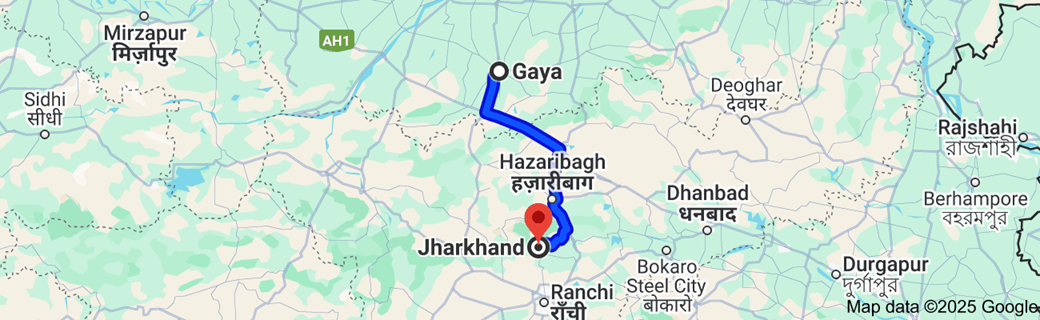 Mirzapur
मिर्ज़ापुर
AH1
Gaya
Deoghar
देवघर
Sidhi
सीधी
Rajshahi
রাজশাহী
Hazaribagh
हज़ारीबाग
Dhanbad
धनबाद
Berhampore
বহরমপুর
Jharkhand
Bokaro
Steel City
बोकारो
Durgapur
দুর্গাপুর
Ranchi
राँची
Map data ©2025 Google